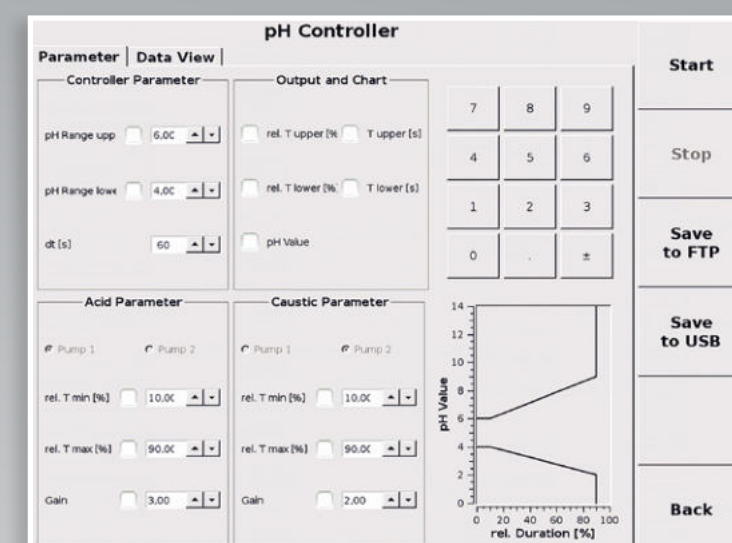 pH Controller
Parameter Data View
Controller Parameter
pH Range upp 6,00
pH Range lowe 4,00
dt [s] 60
Output and Chart
rel. T upper [% T upper [s]
rel. T lower [% T lower [s]
pH Value
7 8 9
4 5 6
1 2 3
0 . ±
Acid Parameter
Pump 1 Pump 2
rel. T min [%] 10.00
rel. T max [%] 90.00
Gain 3,00
Caustic Parameter
Pump 1 Pump 2
rel. T min [%] 10.00
rel. T max [%] 90.00
Gain 2,00
pH Value
14
12
10
8
6
4
2
0
0 20 40 60 80 100
rel. Duration [%]
Start
Stop
Save
to FTP
Save
to USB
Back